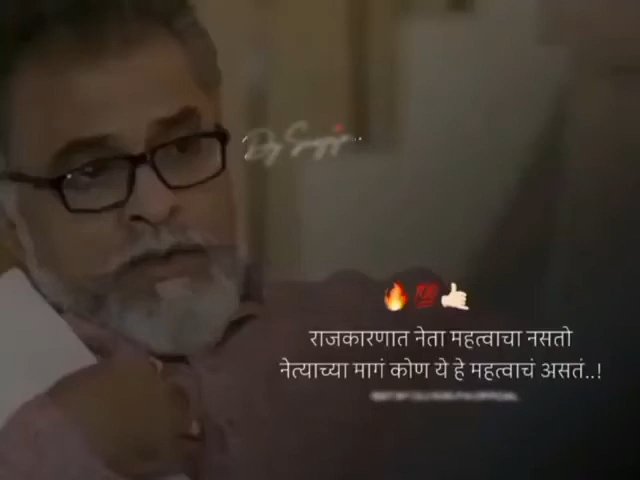 🔥💯🤙🏻
राजकारणात नेता महत्वाचा नसतो
नेत्याच्या मागं कोण ये हे महत्वाचं असतं..!